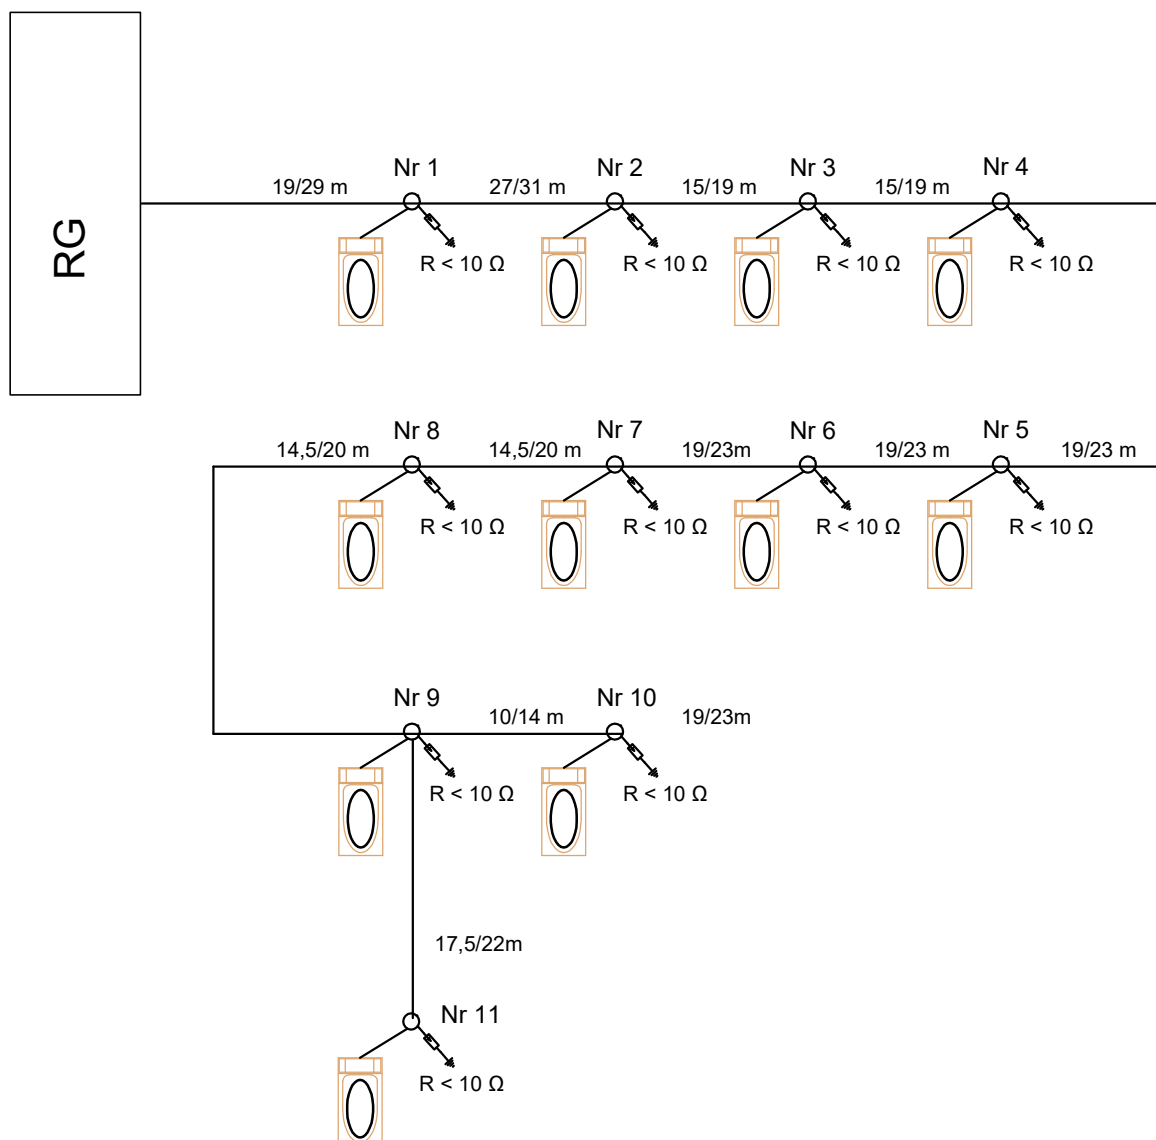 RG
Nr 1
Nr 2
Nr 3
Nr 4
19/29 m
27/31 m
15/19 m
15/19 m
R < 10 Ω
R < 10 Ω
R < 10 Ω
R < 10 Ω
Nr 8
Nr 7
Nr 6
Nr 5
14,5/20 m
14,5/20 m
19/23m
19/23 m
19/23 m
R < 10 Ω
R < 10 Ω
R < 10 Ω
R < 10 Ω
Nr 9
Nr 10
10/14 m
19/23m
R < 10 Ω
R < 10 Ω
17,5/22m
Nr 11
R < 10 Ω